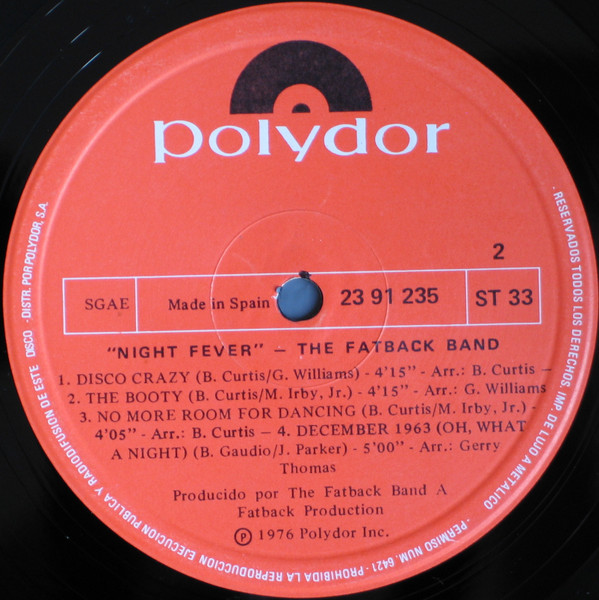 polydor
2
SGAE
Made in Spain
23 91 235
ST 33
"NIGHT FEVER" — THE FATBACK BAND
1. DISCO CRAZY (B. Curtis/G. Williams) - 4'15" - Arr.: B. Curtis —
2. THE BOOTY (B. Curtis/M. Irby, Jr.) - 4'15" - Arr.: G. Williams
3. NO MORE ROOM FOR DANCING (B. Curtis/M. Irby, Jr.) -
4'05" - Arr.: B. Curtis — 4. DECEMBER 1963 (OH, WHAT
A NIGHT) (B. Gaudio/J. Parker) - 5'00" - Arr.: Gerry
Thomas
Producido por The Fatback Band A
Fatback Production
Ⓟ 1976 Polydor Inc.
- RESERVADOS TODOS LOS DERECHOS. IMP. DE LUJO A METALICO -PERMISO NUM. 6421 - PROHIBIDA LA REPRODUCCION EJECUCION PUBLICA Y RADIODIFUSION DE ESTE DISCO - DISTR. POR POLYDOR, S.A.